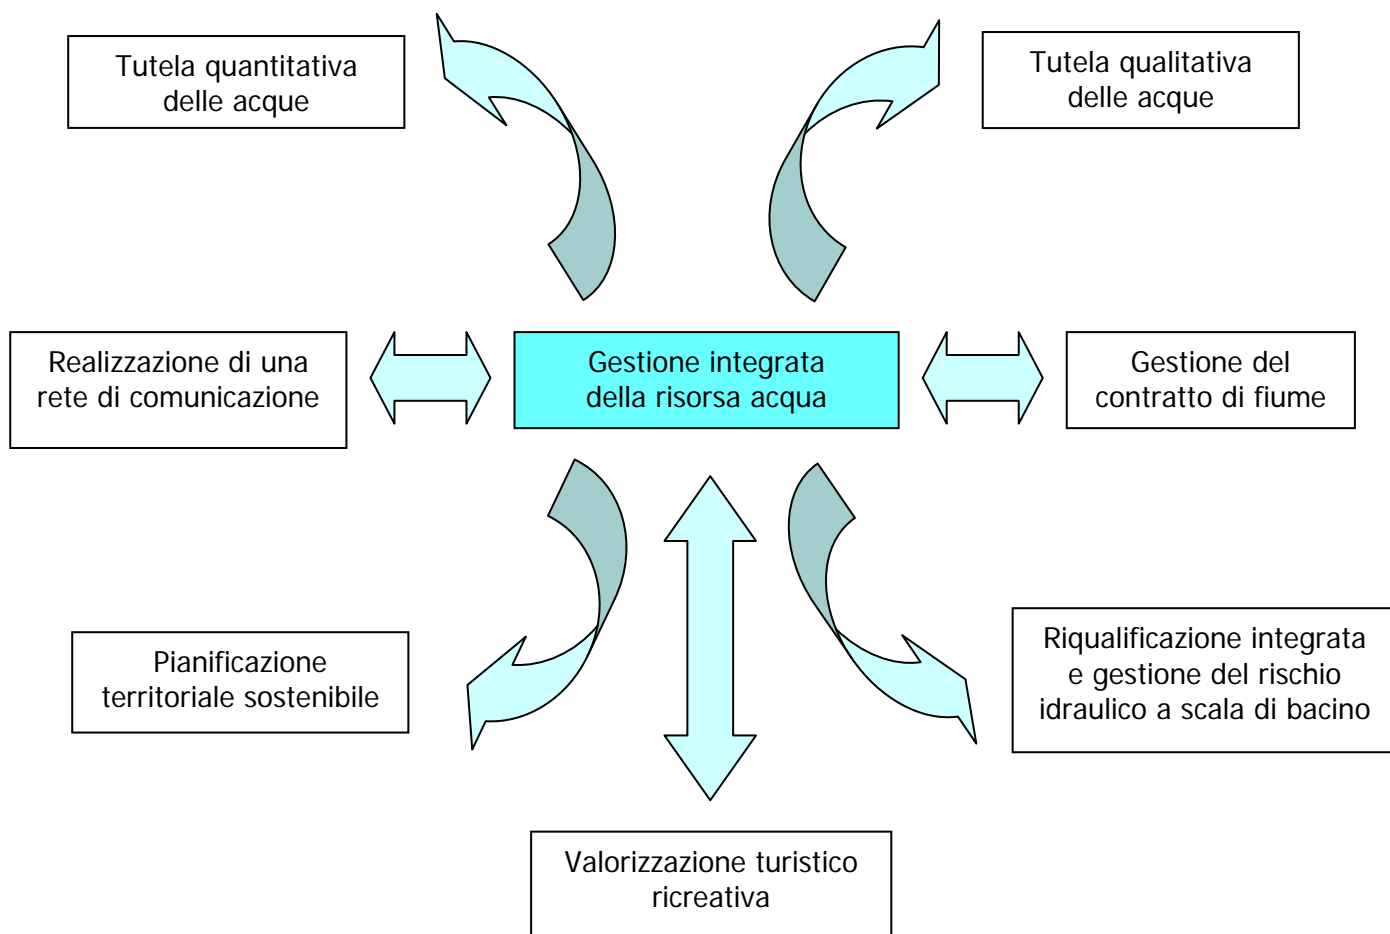 Tutela quantitativa
delle acque
Tutela qualitativa
delle acque
Realizzazione di una
rete di comunicazione
Gestione integrata
della risorsa acqua
Gestione del
contratto di fiume
Pianificazione
territoriale sostenibile
Riqualificazione integrata
e gestione del rischio
idraulico a scala di bacino
Valorizzazione turistico
ricreativa